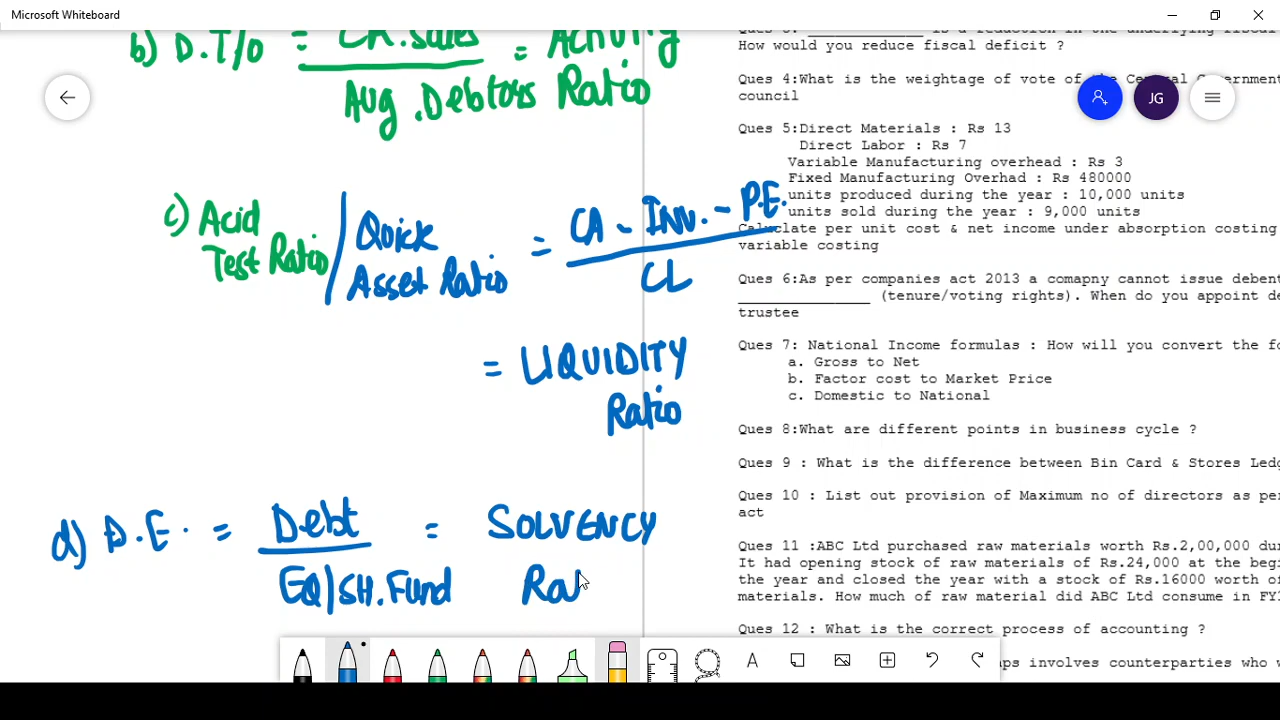 Microsoft Whiteboard
b) D.T/O = CR.Sales = Activity
Avg .Debtors Ratio
c) Acid
Test Ratio
Quick
Asset Ratio
= CA - INV. - P.E.
CL
= LIQUIDITY
Ratio
d) D.E. = Debt = SOLVENCY
EQ/SH.Fund Rat
is a reduction in one underlying fiscal
How would you reduce fiscal deficit ?
Ques 4:What is the weightage of vote of the Central Government
council
JG
Ques 5:Direct Materials : Rs 13
Direct Labor : Rs 7
Variable Manufacturing overhead : Rs 3
Fixed Manufacturing Overhad : Rs 480000
units produced during the year : 10,000 units
units sold during the year : 9,000 units
Calculate per unit cost & net income under absorption costing
variable costing
Ques 6:As per companies act 2013 a comapny cannot issue debent
_______________ (tenure/voting rights). When do you appoint de
trustee
Ques 7: National Income formulas : How will you convert the fo
a. Gross to Net
b. Factor cost to Market Price
c. Domestic to National
Ques 8:What are different points in business cycle ?
Ques 9 : What is the difference between Bin Card & Stores Ledg
Ques 10 : List out provision of Maximum no of directors as per
act
Ques 11 :ABC Ltd purchased raw materials worth Rs.2,00,000 du
It had opening stock of raw materials of Rs.24,000 at the begi
the year and closed the year with a stock of Rs.16000 worth of
materials. How much of raw material did ABC Ltd consume in FY
Ques 12 : What is the correct process of accounting ?
aps involves counterparties who w
A